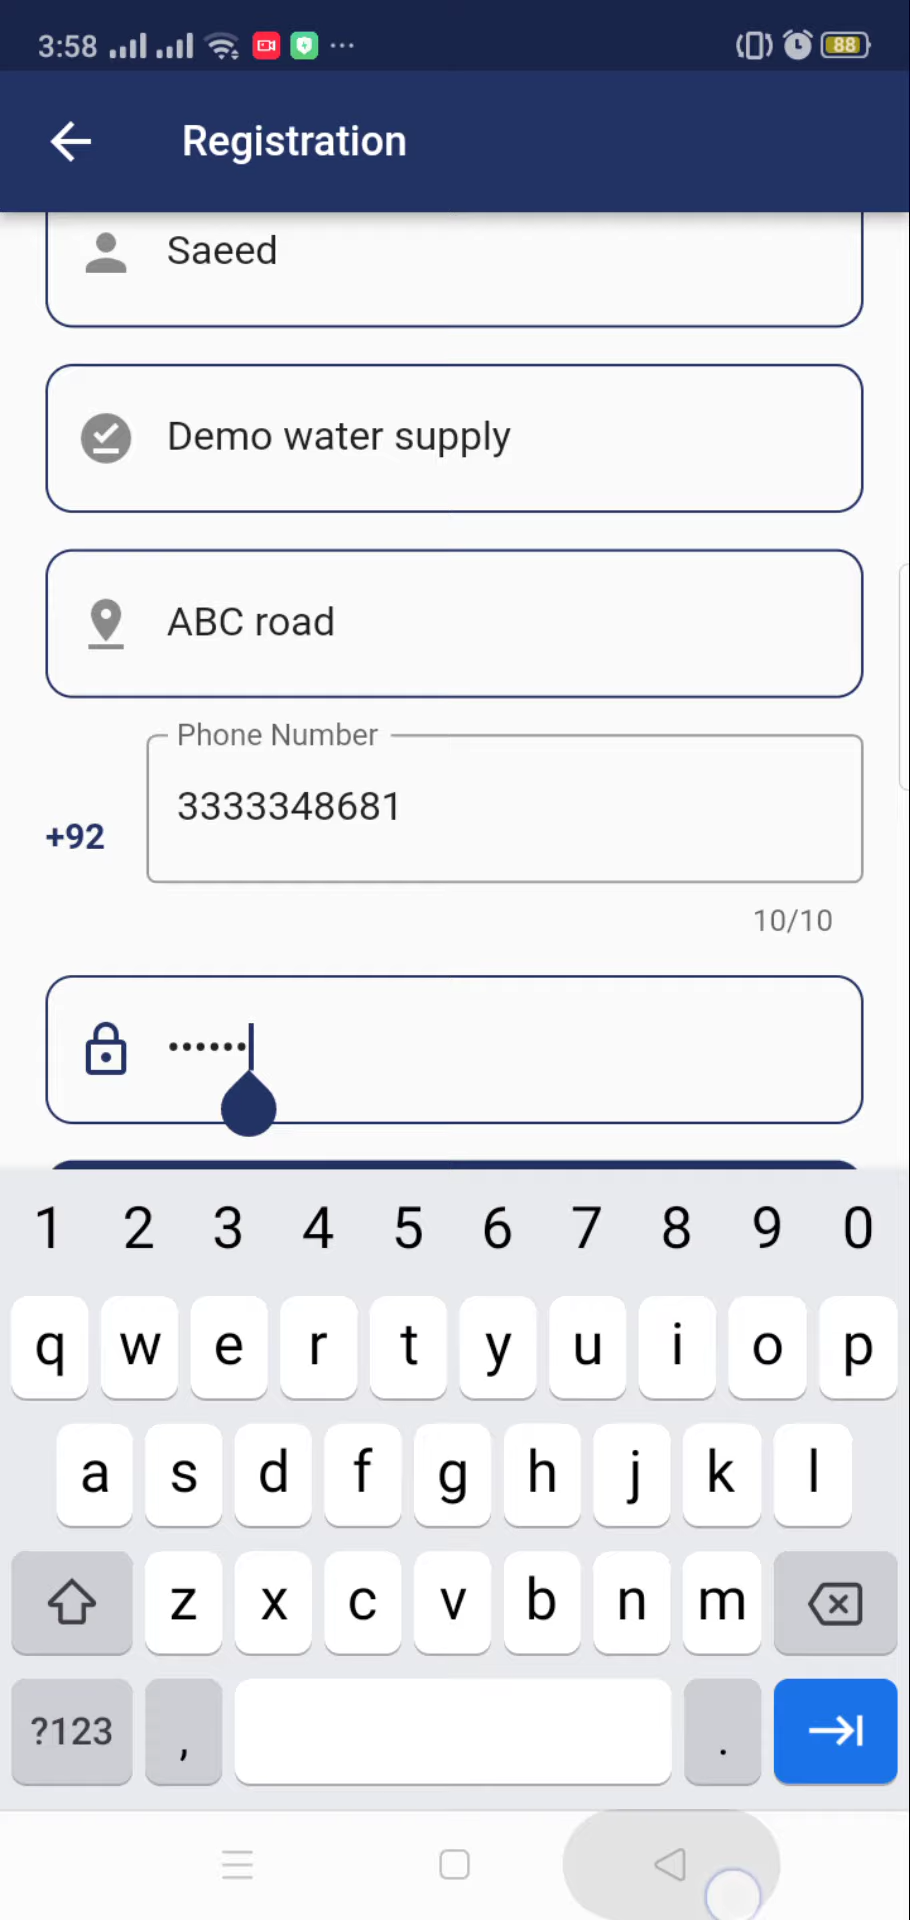 3:58 88
Registration
Saeed
Demo water supply
ABC road
Phone Number
3333348681
+92
10/10
••••••
1 2 3 4 5 6 7 8 9 0
q w e r t y u i o p
a s d f g h j k l
z x c v b n m
?123 , .